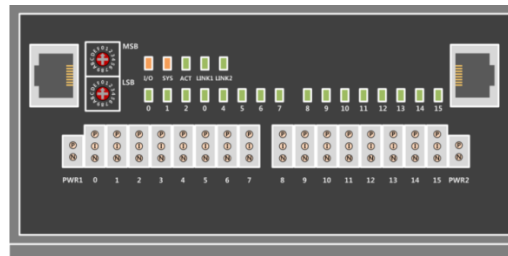 MSB
LSB
I/O SYS ACT LINK1 LINK2
0 1 2 0 4 5 6 7 8 9 10 11 12 13 14 15
P P P P P P P P P P P P P P P P
P I I I I I I I I I I I I I I I I P
N N N N N N N N N N N N N N N N N N
PWR1 0 1 2 3 4 5 6 7 8 9 10 11 12 13 14 15 PWR2